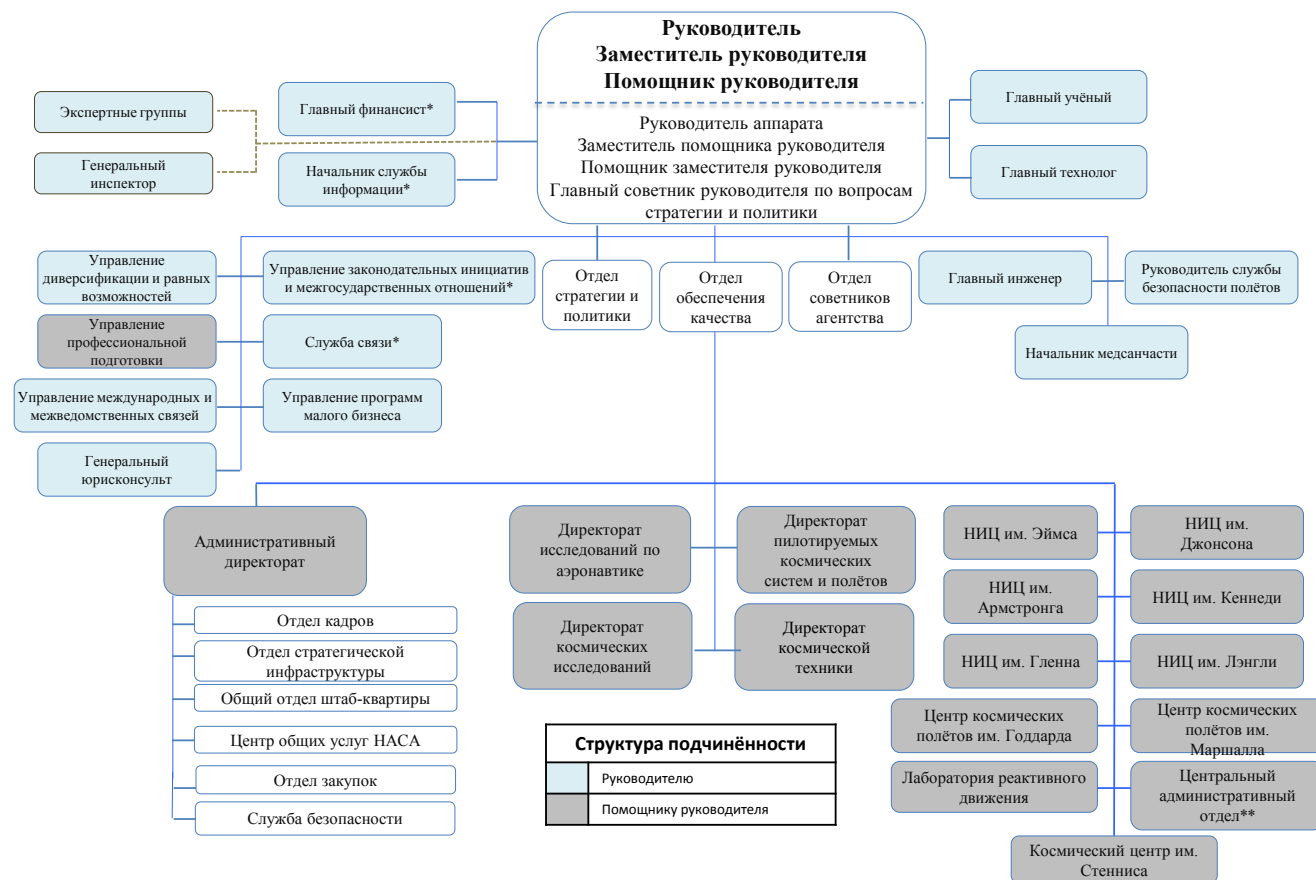 Руководитель
Заместитель руководителя
Помощник руководителя
Руководитель аппарата
Заместитель помощника руководителя
Помощник заместителя руководителя
Главный советник руководителя по вопросам
стратегии и политики
Экспертные группы
Генеральный
инспектор
Главный финансист*
Начальник службы
информации*
Главный учёный
Главный технолог
Управление
диверсификации и равных
возможностей
Управление законодательных инициатив
и межгосударственных отношений*
Управление
профессиональной
подготовки
Служба связи*
Управление международных и
межведомственных связей
Управление программ
малого бизнеса
Генеральный
юрисконсульт
Отдел
стратегии и
политики
Отдел
обеспечения
качества
Отдел
советников
агентства
Главный инженер
Руководитель службы
безопасности полётов
Начальник медсанчасти
Административный
директорат
Отдел кадров
Отдел стратегической
инфраструктуры
Общий отдел штаб-квартиры
Центр общих услуг НАСА
Отдел закупок
Служба безопасности
Директорат
исследований по
аэронавтике
Директорат
пилотируемых
космических
систем и полётов
Директорат
космических
исследований
Директорат
космической
техники
Структура подчинённости
Руководителю
Помощнику руководителя
НИЦ им. Эймса
НИЦ им.
Джонсона
НИЦ им.
Армстронга
НИЦ им. Кеннеди
НИЦ им. Гленна
НИЦ им. Лэнгли
Центр космических
полётов им. Годдарда
Центр космических
полётов им.
Маршалла
Лаборатория реактивного
движения
Центральный
административный
отдел**
Космический центр им.
Стенниса